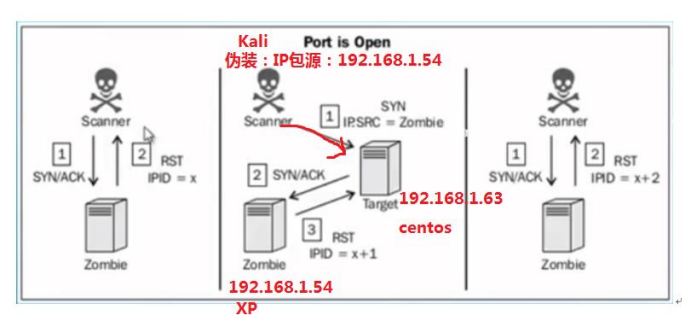 Kali
Port is Open
伪装：IP包源：192.168.1.54
Scanner
1
SYN/ACK
2
RST
IPID = x
Zombie
Scanner
1
SYN
IP.SRC = Zombie
2
SYN/ACK
Target
192.168.1.63
centos
3
RST
IPID = x+1
Zombie
192.168.1.54
XP
Scanner
1
SYN/ACK
2
RST
IPID = x+2
Zombie